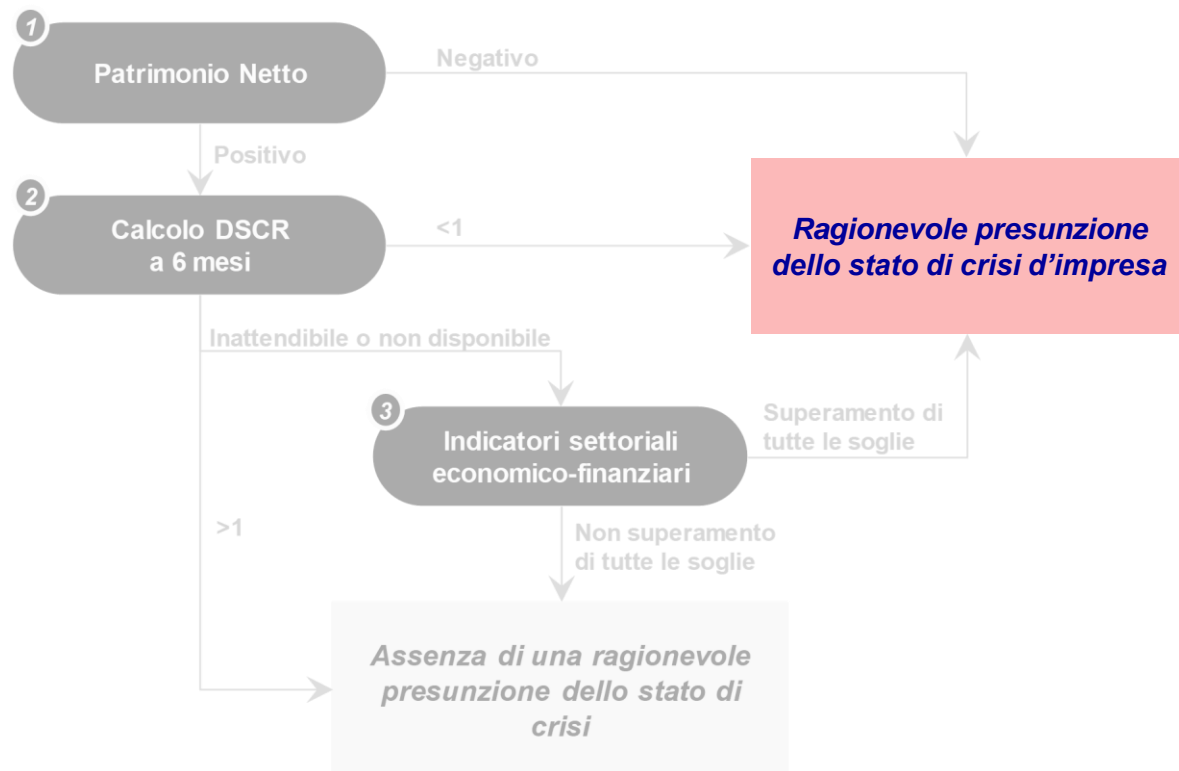 1
Patrimonio Netto
Negativo
Positivo
2
Calcolo DSCR
a 6 mesi
<1
Ragionevole presunzione
dello stato di crisi d’impresa
Inattendibile o non disponibile
3
Indicatori settoriali
economico-finanziari
Superamento di
tutte le soglie
>1
Non superamento
di tutte le soglie
Assenza di una ragionevole
presunzione dello stato di
crisi